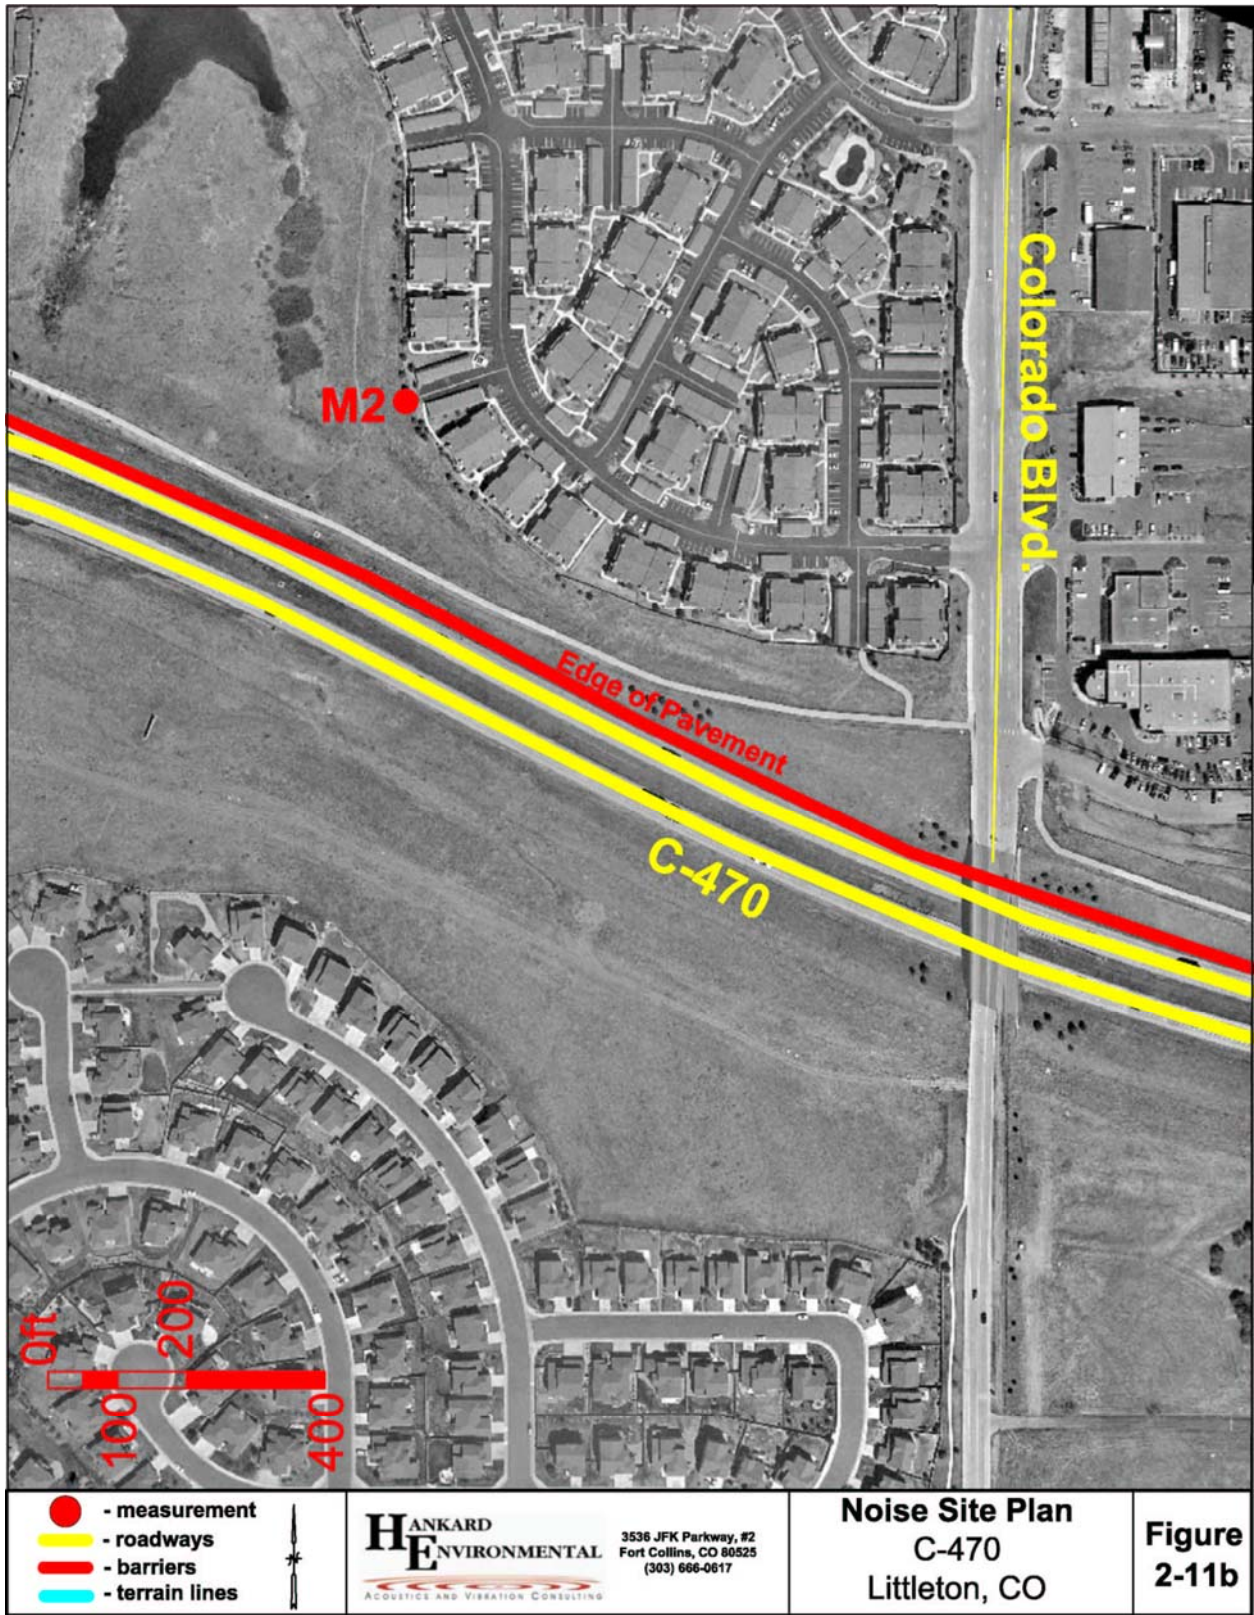 Colorado Blvd.
M2
Edge of Pavement
C-470
0ft
200
100
400
- measurement
- roadways
- barriers
- terrain lines
HANKARD
ENVIRONMENTAL
ACOUSTICS AND VIBRATION CONSULTING
3536 JFK Parkway, #2
Fort Collins, CO 80525
(303) 666-0617
Noise Site Plan
C-470
Littleton, CO
Figure
2-11b